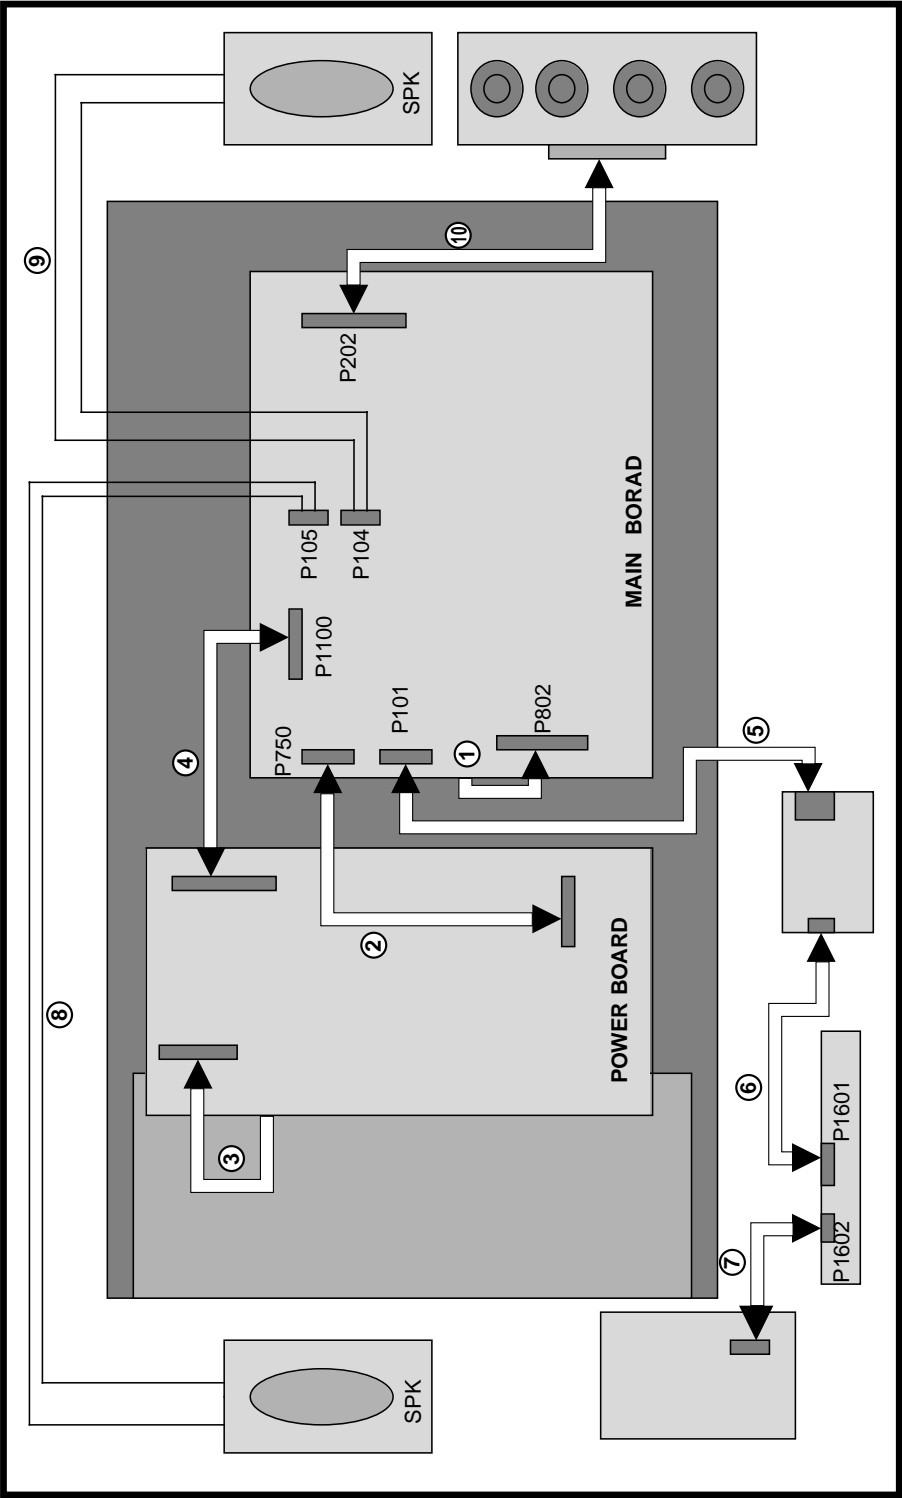 SPK
⑨
⑩
P202
MAIN BORAD
P105
P104
P1100
P101
P802
P750
①
④
⑤
②
POWER BOARD
⑧
⑥
P1601
③
P1602
⑦
SPK